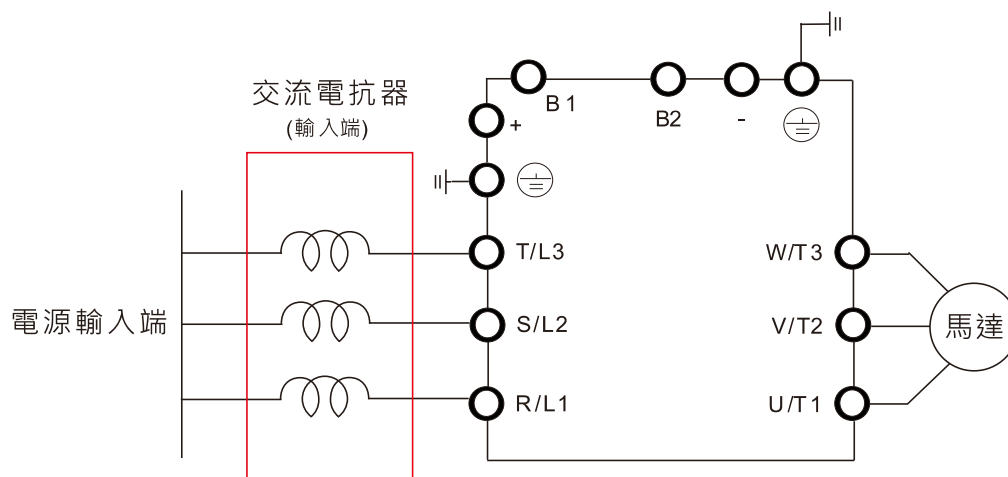 交流電抗器
(輸入端)
B1
B2
-
+
T/L3
W/T3
電源輸入端
S/L2
V/T2
馬達
R/L1
U/T1